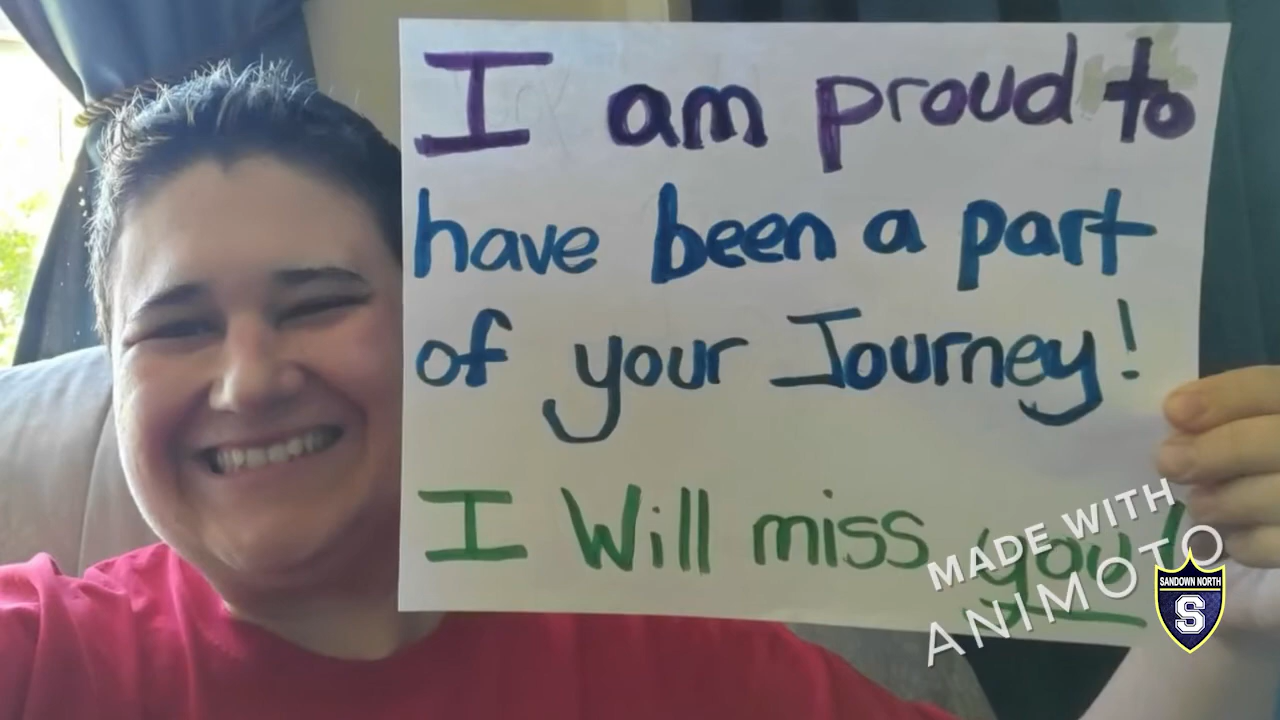 I am proud to
have been a part
of your Journey!
I Will miss you!
MADE WITH
ANIMOTO
SANDOWN NORTH
S